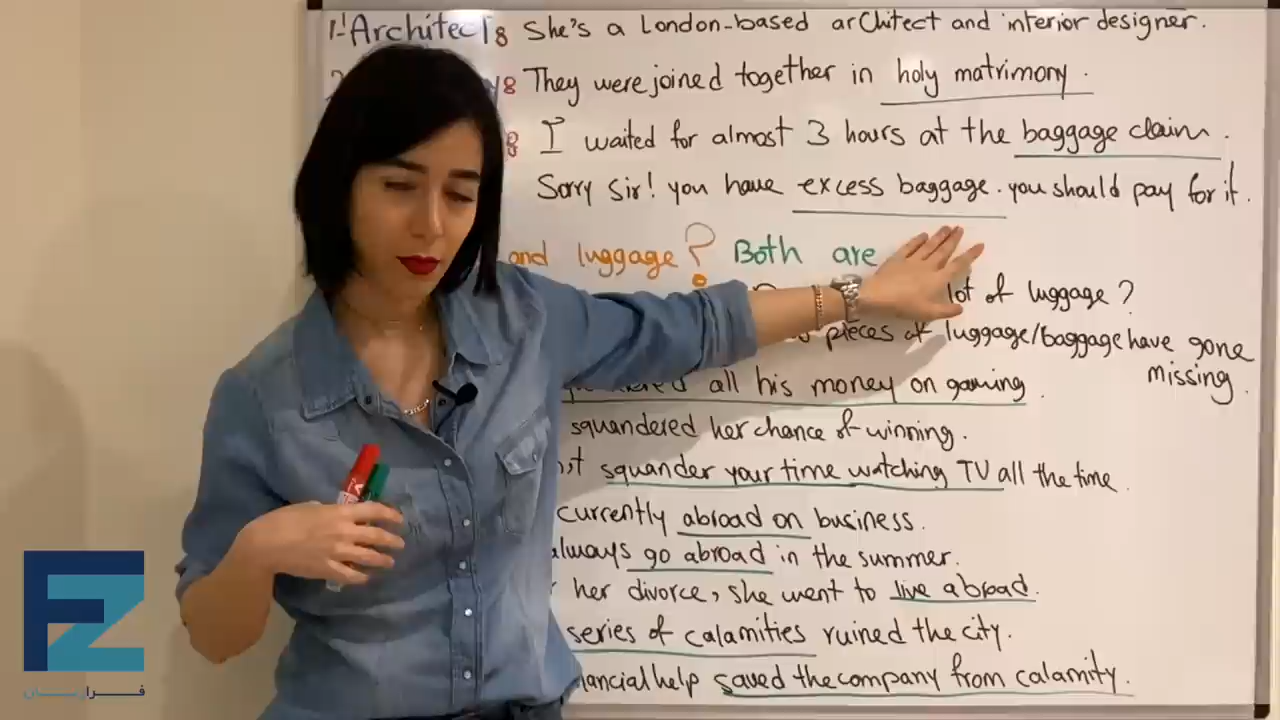 1- Architect: She's a London-based architect and interior designer.
They were joined together in holy matrimony.
I waited for almost 3 hours at the baggage claim.
Sorry sir! you have excess baggage. you should pay for it.
and luggage? Both are
lot of luggage?
pieces of luggage/baggage have gone missing.
all his money on gaming.
squandered her chance of winning.
squander your time watching TV all the time.
currently abroad on business.
always go abroad in the summer.
her divorce, she went to live abroad.
series of calamities ruined the city.
help saved the company from calamity.
FZ
فرازبان